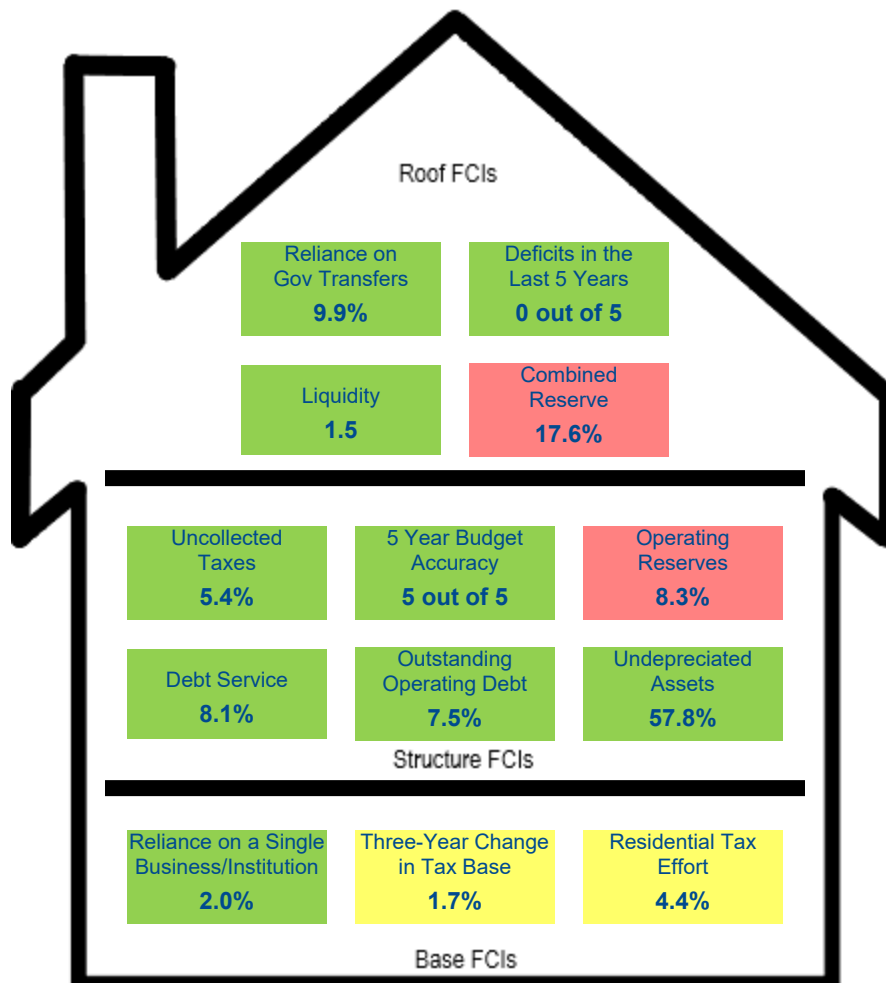 Roof FCIs
Reliance on
Gov Transfers
9.9%
Deficits in the
Last 5 Years
0 out of 5
Liquidity
1.5
Combined
Reserve
17.6%
Uncollected
Taxes
5.4%
5 Year Budget
Accuracy
5 out of 5
Operating
Reserves
8.3%
Debt Service
8.1%
Outstanding
Operating Debt
7.5%
Undepreciated
Assets
57.8%
Structure FCIs
Reliance on a Single
Business/Institution
2.0%
Three-Year Change
in Tax Base
1.7%
Residential Tax
Effort
4.4%
Base FCIs